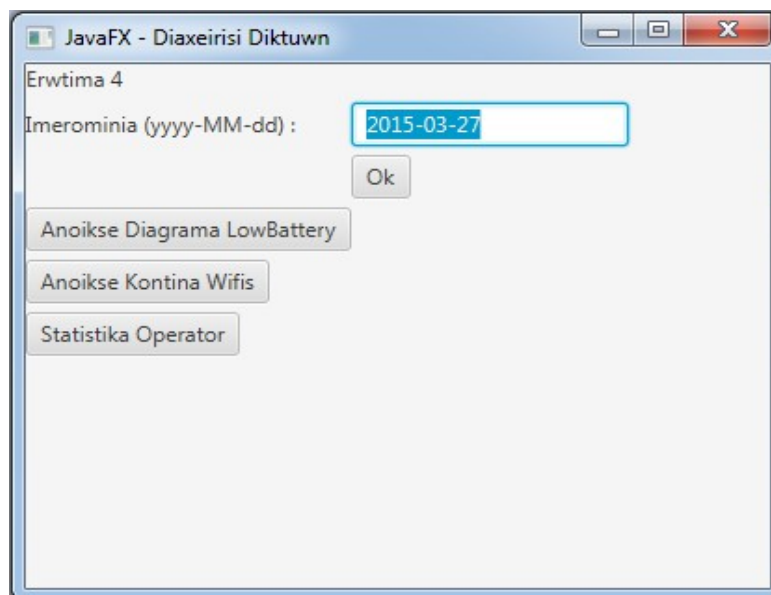 JavaFX - Diaxeirisi Diktuwn
Erwtima 4
Imerominia (yyyy-MM-dd) : 2015-03-27
Ok
Anoikse Diagrama LowBattery
Anoikse Kontina Wifis
Statistika Operator